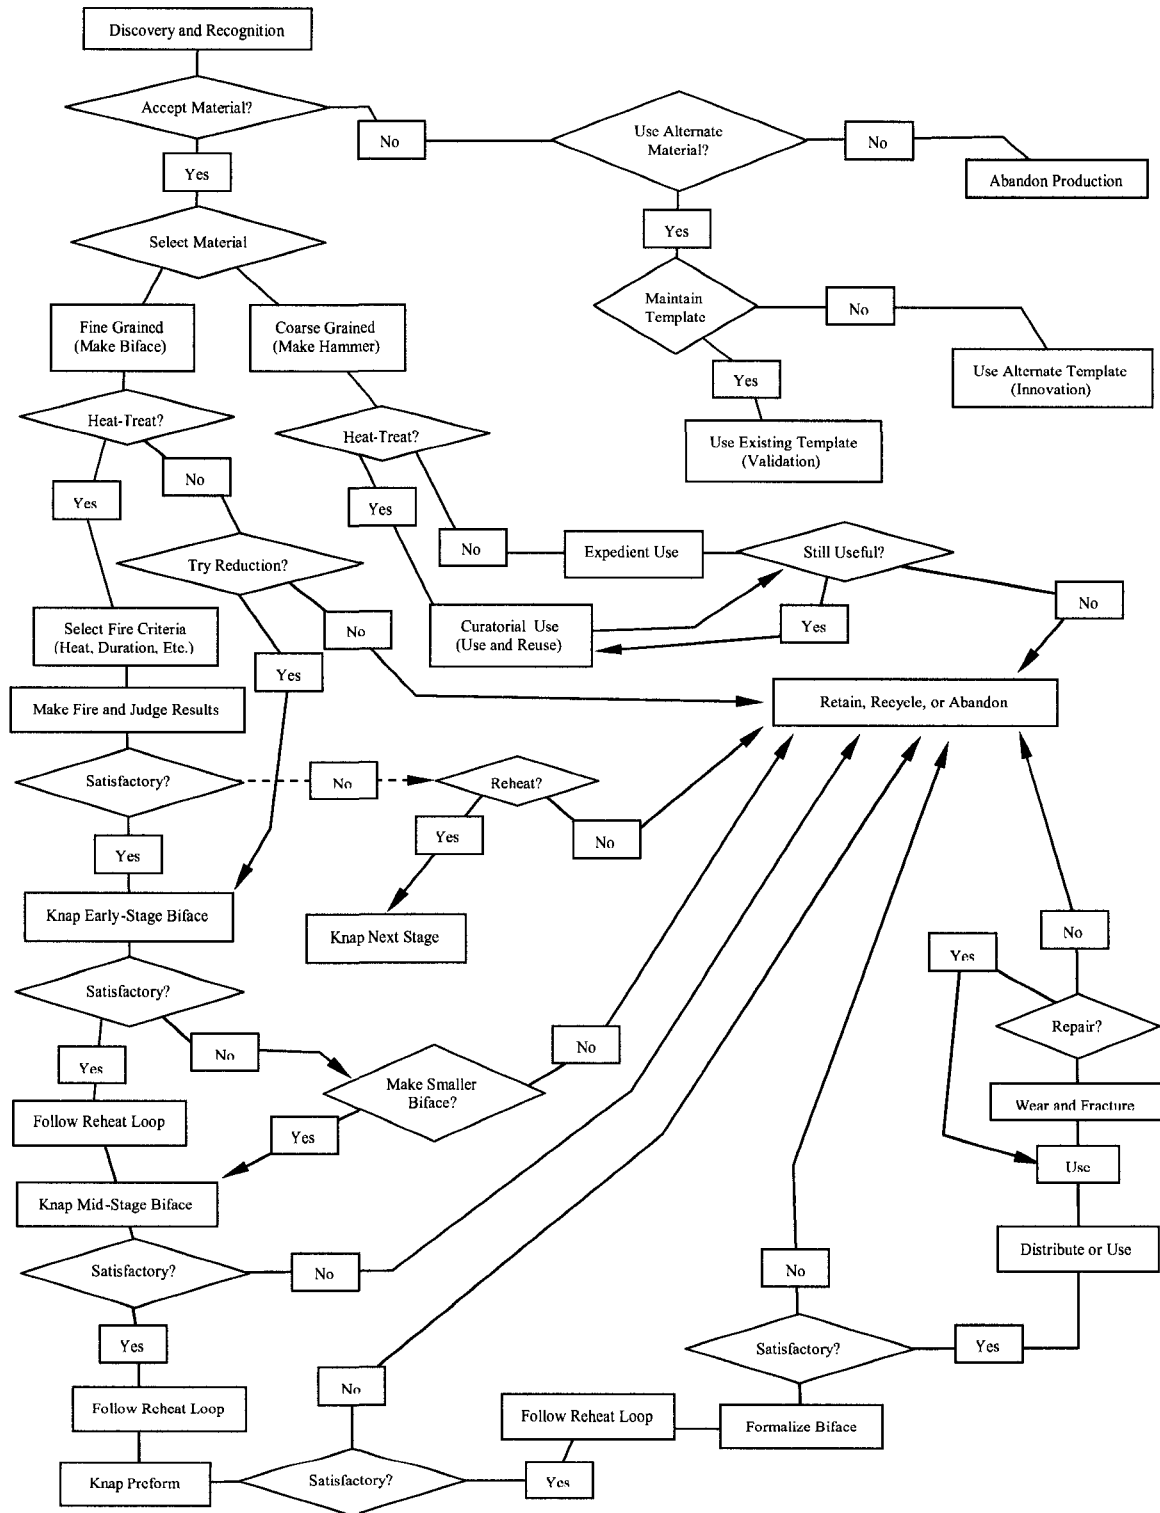 Discovery and Recognition
Accept Material?
No
Use Alternate
Material?
No
Abandon Production
Yes
Yes
Select Material
Maintain
Template
No
Use Alternate Template
(Innovation)
Yes
Use Existing Template
(Validation)
Fine Grained
(Make Biface)
Coarse Grained
(Make Hammer)
Heat-Treat?
Heat-Treat?
No
Yes
Yes
No
Expedient Use
Still Useful?
No
Yes
Try Reduction?
Curatorial Use
(Use and Reuse)
No
Yes
Select Fire Criteria
(Heat, Duration, Etc.)
Make Fire and Judge Results
Retain, Recycle, or Abandon
Satisfactory?
No
Reheat?
Yes
No
Yes
Knap Early-Stage Biface
Knap Next Stage
No
Yes
Satisfactory?
No
Yes
Repair?
No
Make Smaller
Biface?
Yes
Wear and Fracture
Follow Reheat Loop
Use
Knap Mid-Stage Biface
Distribute or Use
Satisfactory?
No
No
Yes
Satisfactory?
Yes
No
Follow Reheat Loop
Follow Reheat Loop
Formalize Biface
Knap Preform
Satisfactory?
Yes